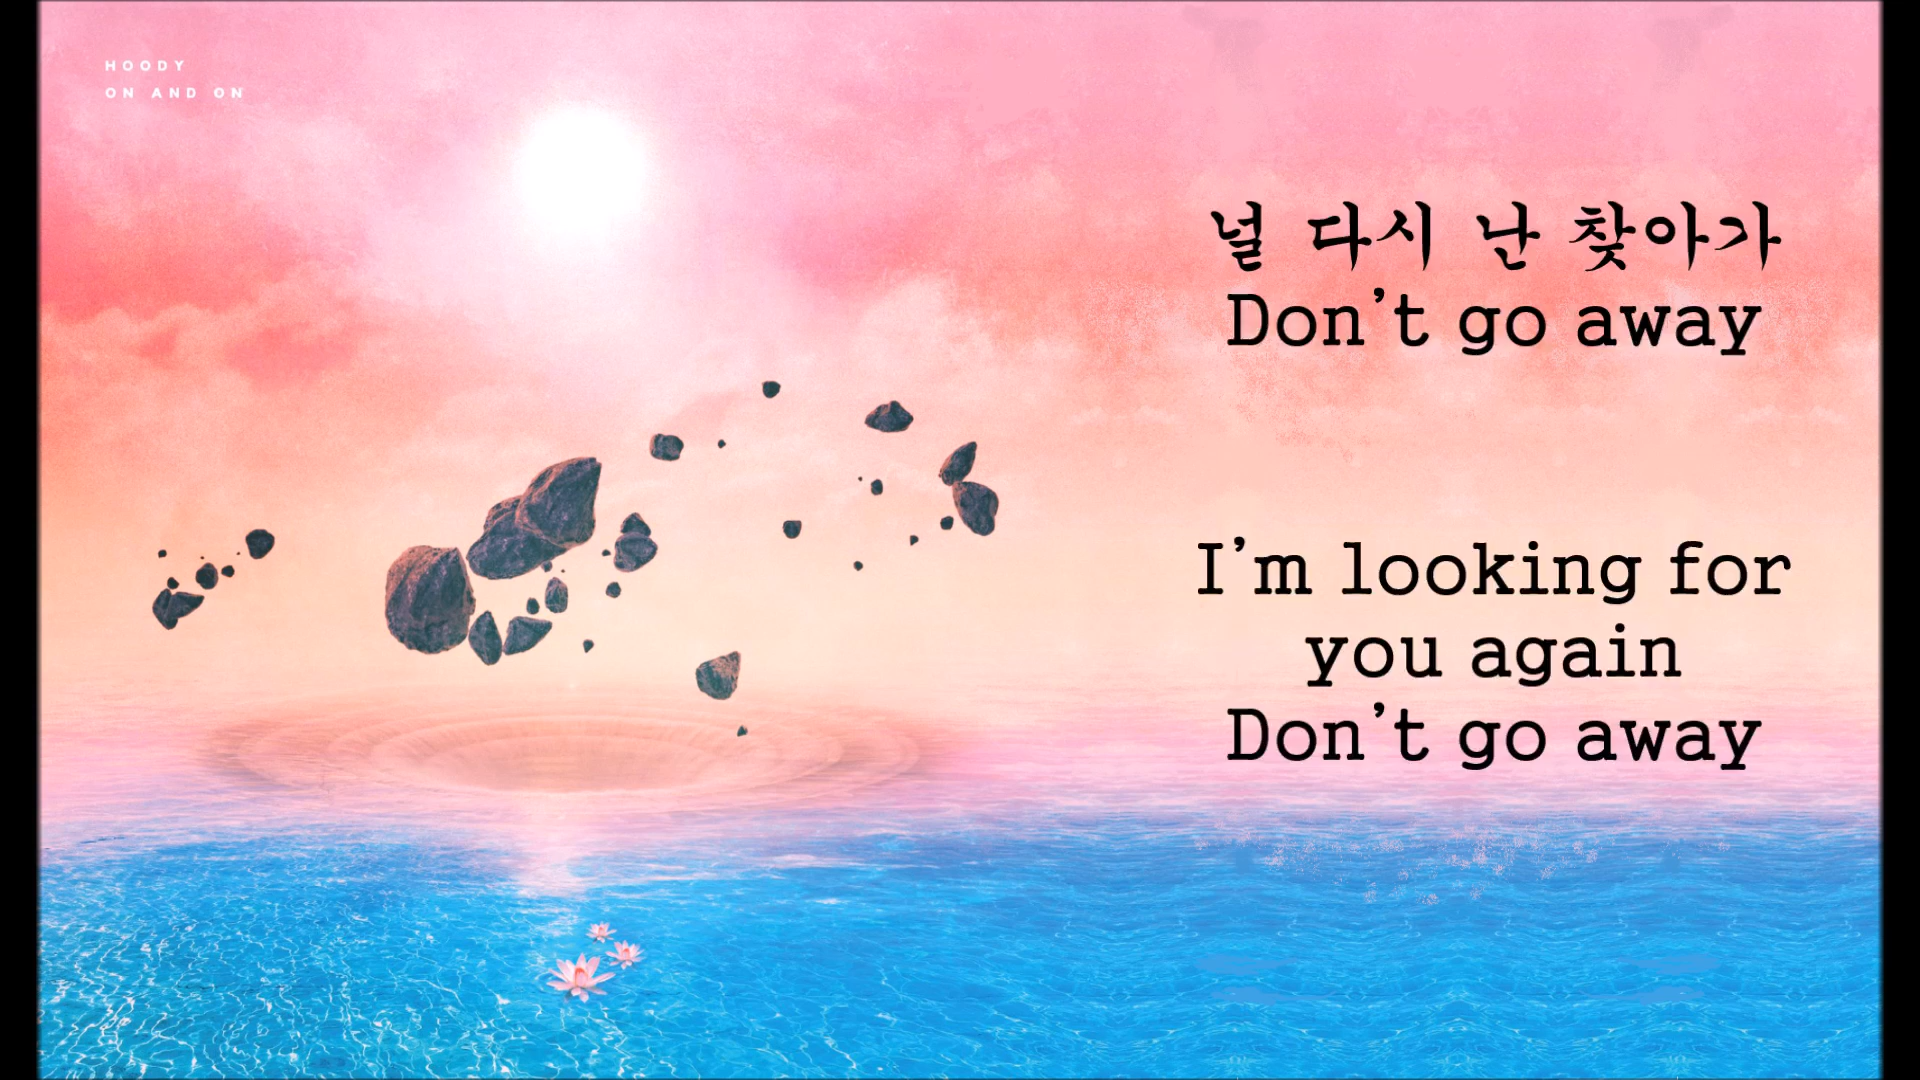 HOODY
ON AND ON
널 다시 난 찾아가
Don't go away
I'm looking for
you again
Don't go away